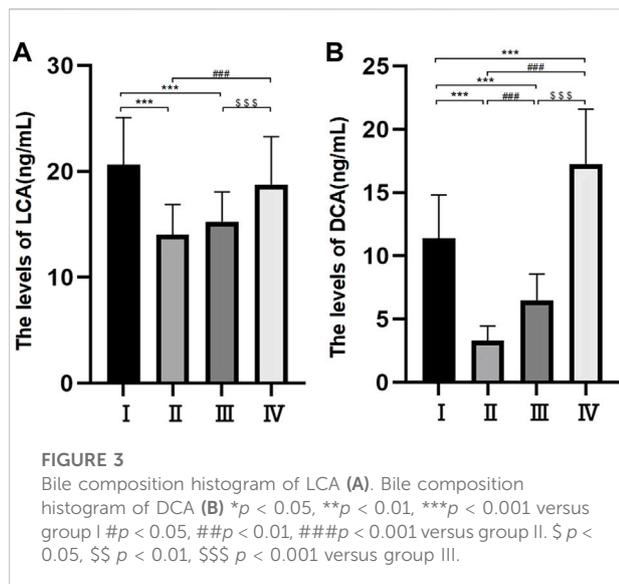 A
The levels of LCA(ng/mL)
30
20
10
0
###
***
***
$$$
I
II
III
IV
B
The levels of DCA(ng/mL)
25
20
15
10
5
0
***
###
***
***
###
$$$
I
II
III
IV
FIGURE 3
Bile composition histogram of LCA (A). Bile composition
histogram of DCA (B) *p < 0.05, **p < 0.01, ***p < 0.001 versus
group I #p < 0.05, ##p < 0.01, ###p < 0.001 versus group II. $ p <
0.05, $$ p < 0.01, $$$ p < 0.001 versus group III.